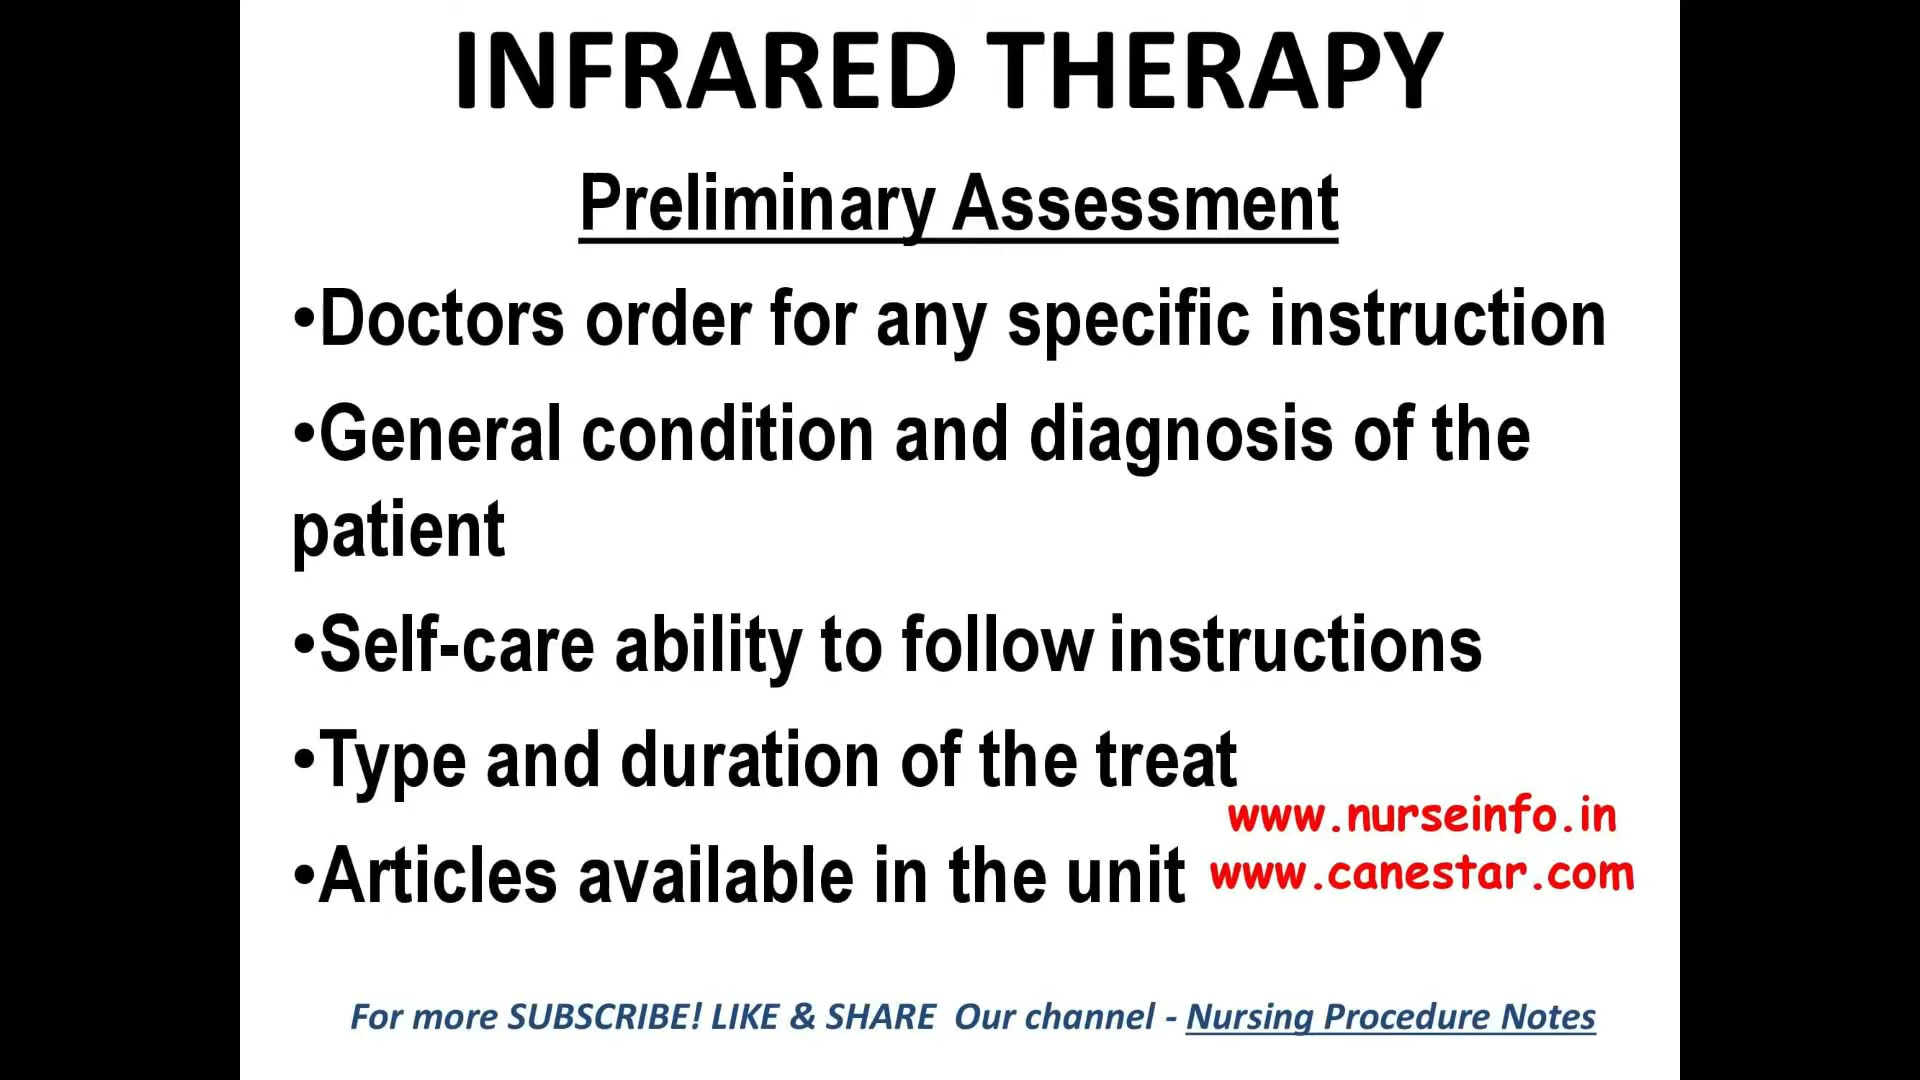 INFRARED THERAPY
Preliminary Assessment
•Doctors order for any specific instruction
•General condition and diagnosis of the
patient
•Self-care ability to follow instructions
•Type and duration of the treat
www.nurseinfo.in
•Articles available in the unit
www.canestar.com
For more SUBSCRIBE! LIKE & SHARE  Our channel - Nursing Procedure Notes